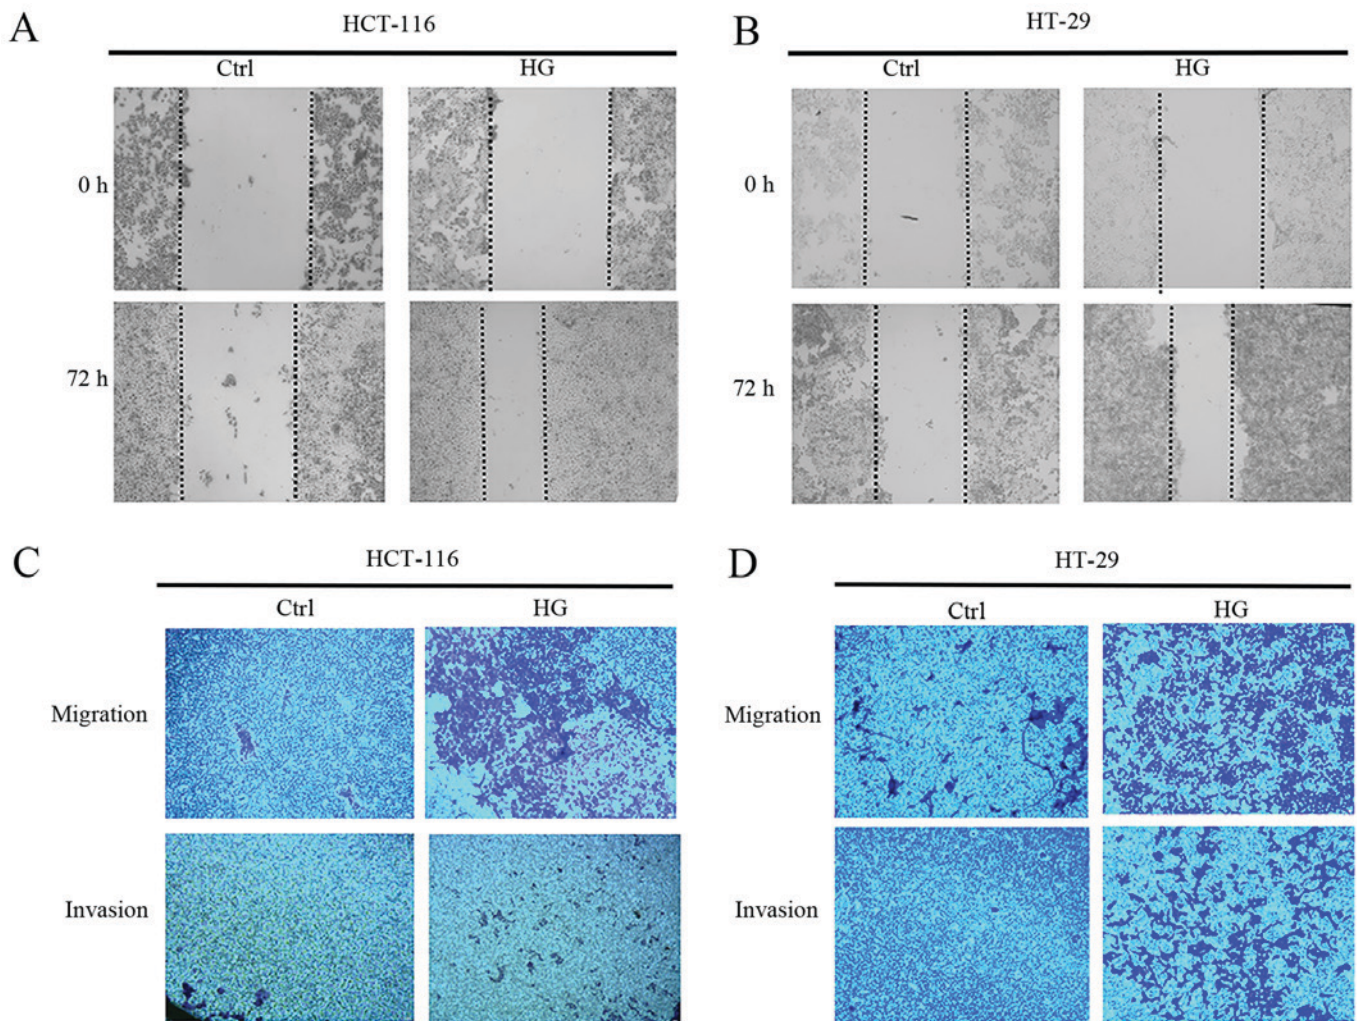 A
HCT-116
Ctrl HG
0 h
72 h
B
HT-29
Ctrl HG
0 h
72 h
C
HCT-116
Ctrl HG
Migration
Invasion
D
HT-29
Ctrl HG
Migration
Invasion